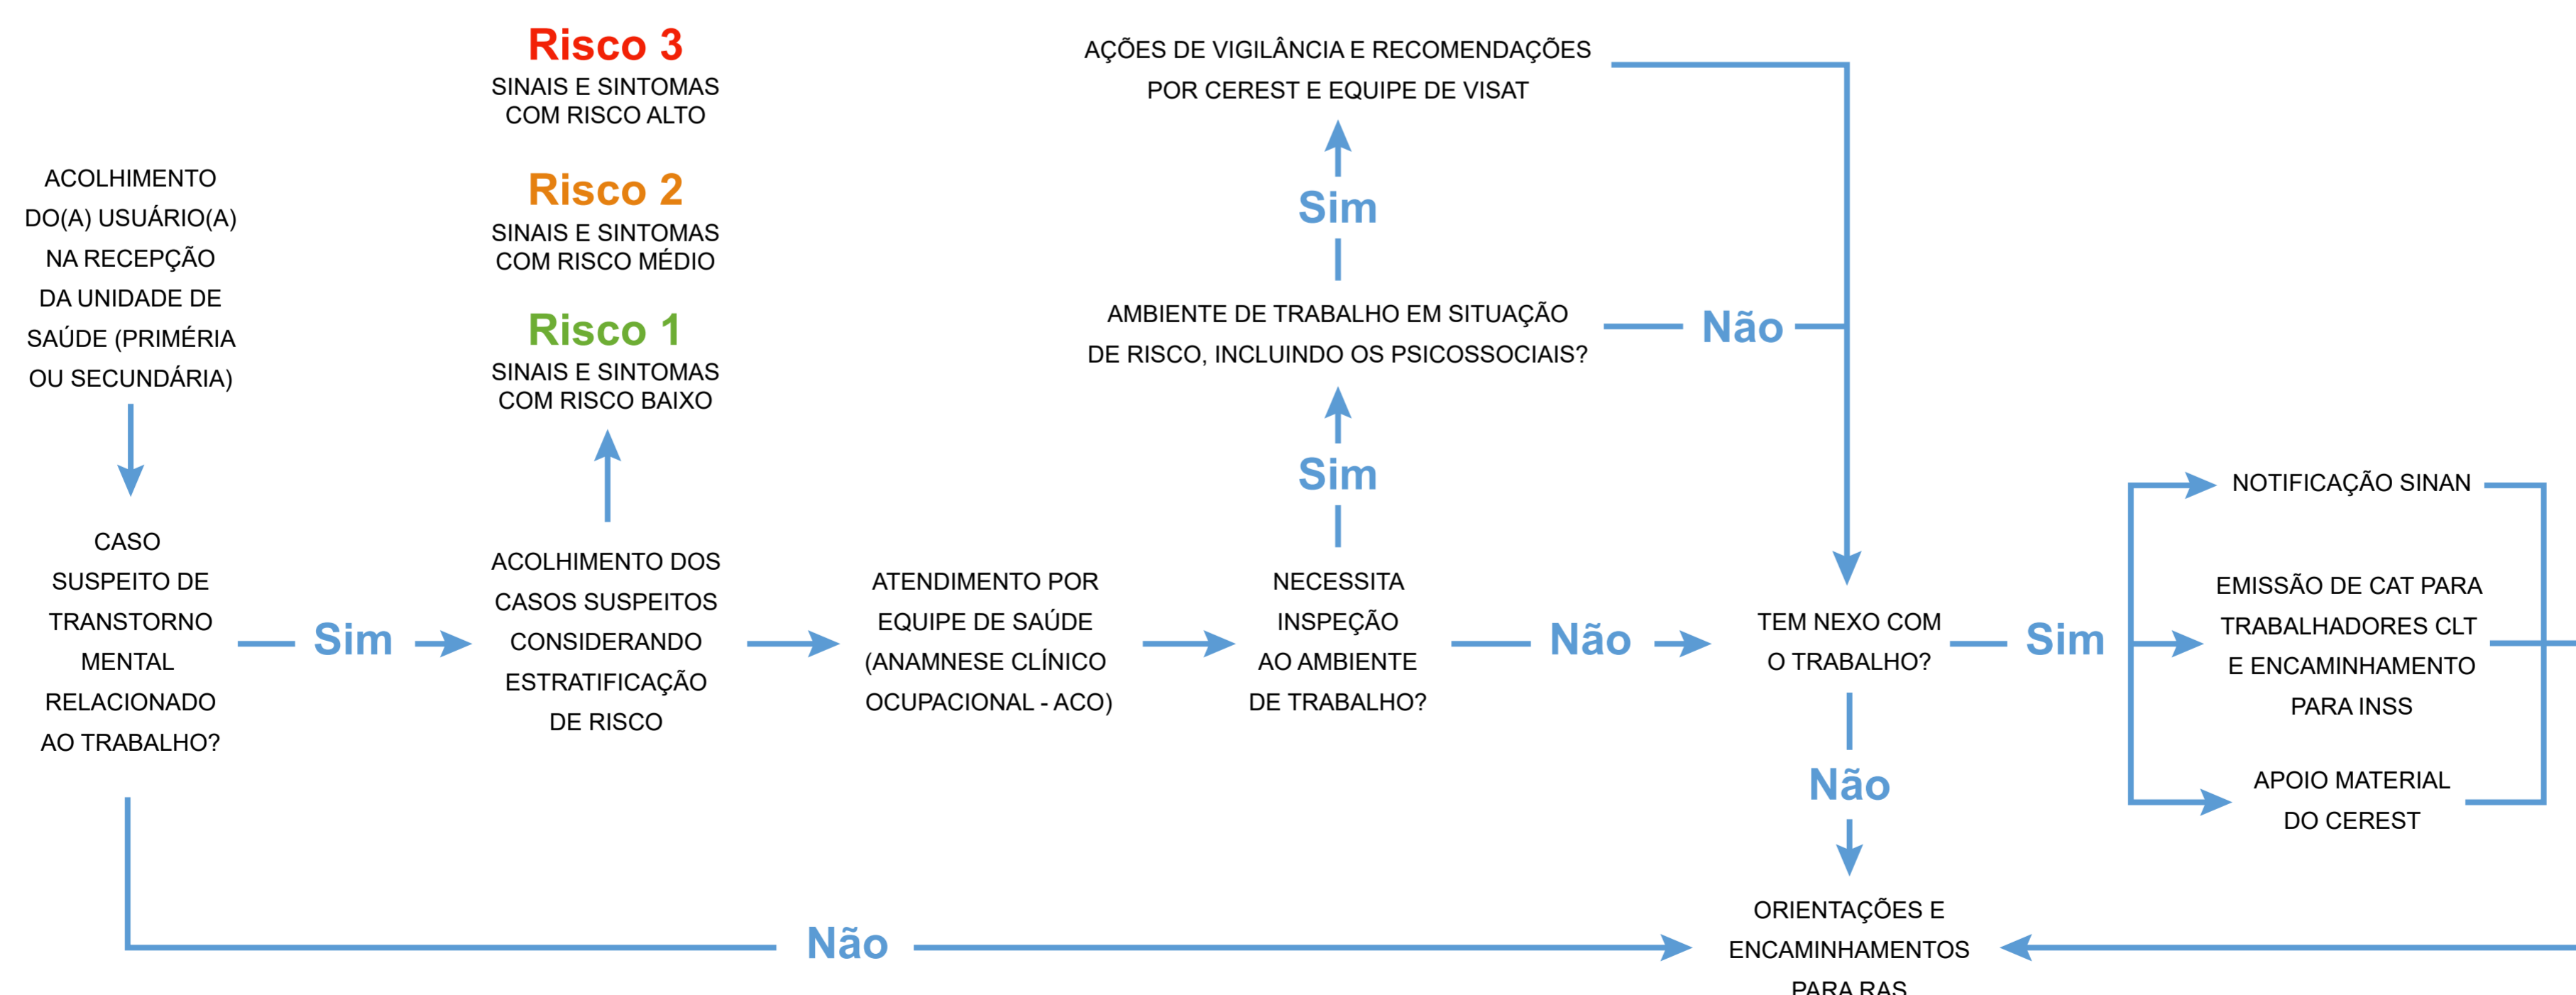 ACOLHIMENTO
DO(A) USUÁRIO(A)
NA RECEPÇÃO
DA UNIDADE DE
SAÚDE (PRIMÉRIA
OU SECUNDÁRIA)
CASO
SUSPEITO DE
TRANSTORNO
MENTAL
RELACIONADO
AO TRABALHO?
Sim
Não
Risco 3
SINAIS E SINTOMAS
COM RISCO ALTO
Risco 2
SINAIS E SINTOMAS
COM RISCO MÉDIO
Risco 1
SINAIS E SINTOMAS
COM RISCO BAIXO
ACOLHIMENTO DOS
CASOS SUSPEITOS
CONSIDERANDO
ESTRATIFICAÇÃO
DE RISCO
ATENDIMENTO POR
EQUIPE DE SAÚDE
(ANAMNESE CLÍNICO
OCUPACIONAL - ACO)
AÇÕES DE VIGILÂNCIA E RECOMENDAÇÕES
POR CEREST E EQUIPE DE VISAT
Sim
AMBIENTE DE TRABALHO EM SITUAÇÃO
DE RISCO, INCLUINDO OS PSICOSSOCIAIS?
Não
Sim
NECESSITA
INSPEÇÃO
AO AMBIENTE
DE TRABALHO?
Não
TEM NEXO COM
O TRABALHO?
Sim
Não
ORIENTAÇÕES E
ENCAMINHAMENTOS
PARA RAS
NOTIFICAÇÃO SINAN
EMISSÃO DE CAT PARA
TRABALHADORES CLT
E ENCAMINHAMENTO
PARA INSS
APOIO MATERIAL
DO CEREST